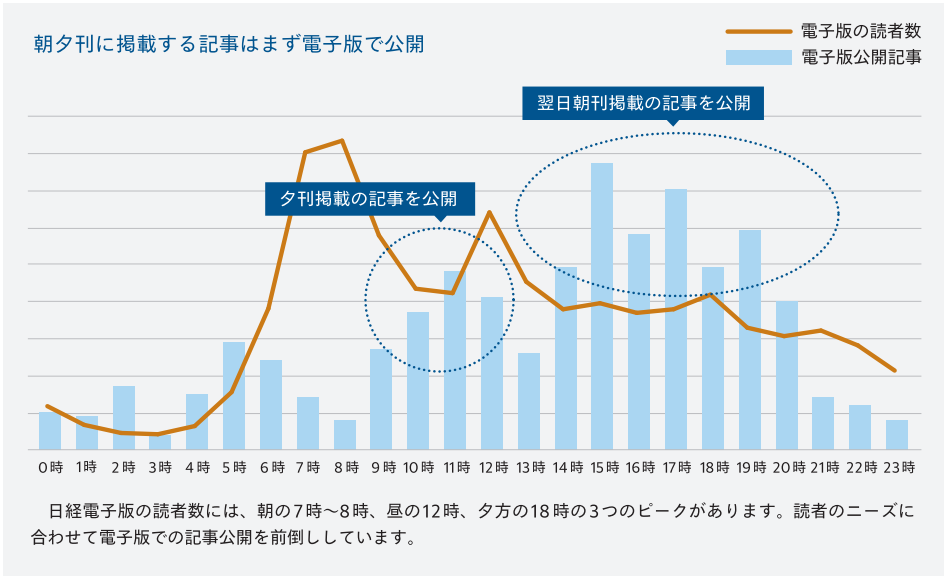 朝夕刊に掲載する記事はまず電子版で公開
電子版の読者数
電子版公開記事
翌日朝刊掲載の記事を公開
夕刊掲載の記事を公開
0時 1時 2時 3時 4時 5時 6時 7時 8時 9時 10時 11時 12時 13時 14時 15時 16時 17時 18時 19時 20時 21時 22時 23時
日経電子版の読者数には、朝の7時〜8時、昼の12時、夕方の18時の3つのピークがあります。読者のニーズに
合わせて電子版での記事公開を前倒ししています。